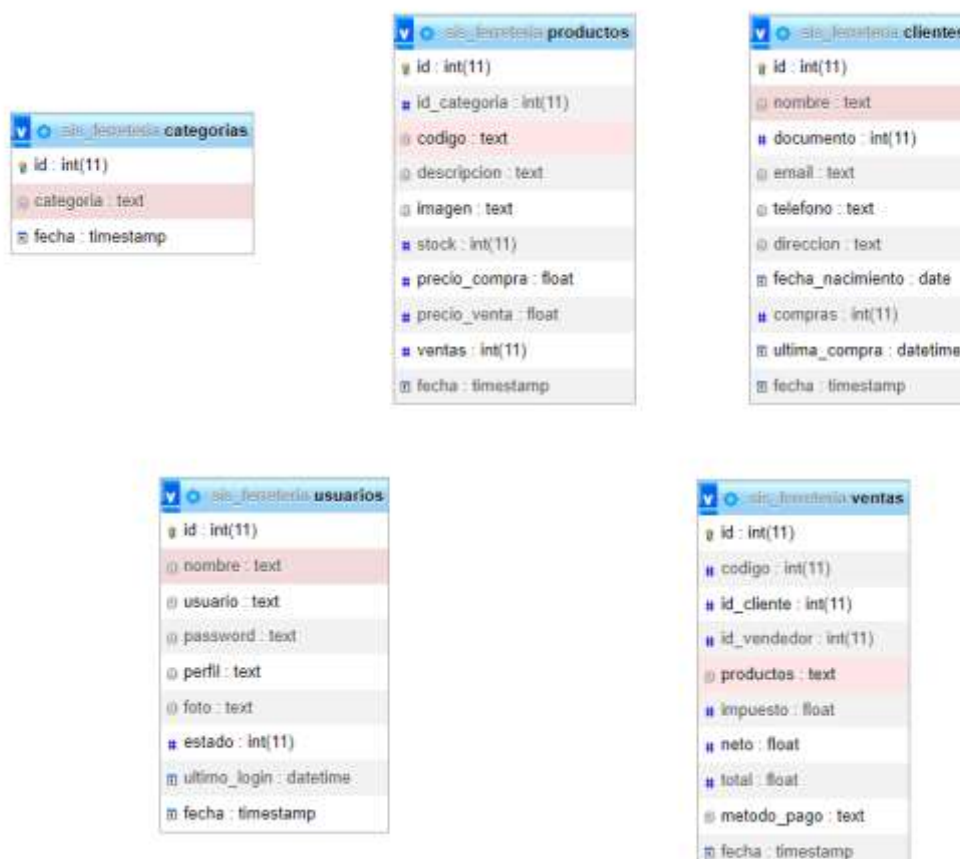 sis_ferreteria categorias
id : int(11)
categoria : text
fecha : timestamp
sis_ferreteria productos
id : int(11)
id_categoria : int(11)
codigo : text
descripcion : text
imagen : text
stock : int(11)
precio_compra : float
precio_venta : float
ventas : int(11)
fecha : timestamp
sis_ferreteria clientes
id : int(11)
nombre : text
documento : int(11)
email : text
telefono : text
direccion : text
fecha_nacimiento : date
compras : int(11)
ultima_compra : datetime
fecha : timestamp
sis_ferreteria usuarios
id : int(11)
nombre : text
usuario : text
password : text
perfil : text
foto : text
estado : int(11)
ultimo_login : datetime
fecha : timestamp
sis_ferreteria ventas
id : int(11)
codigo : int(11)
id_cliente : int(11)
id_vendedor : int(11)
productos : text
impuesto : float
neto : float
total : float
metodo_pago : text
fecha : timestamp